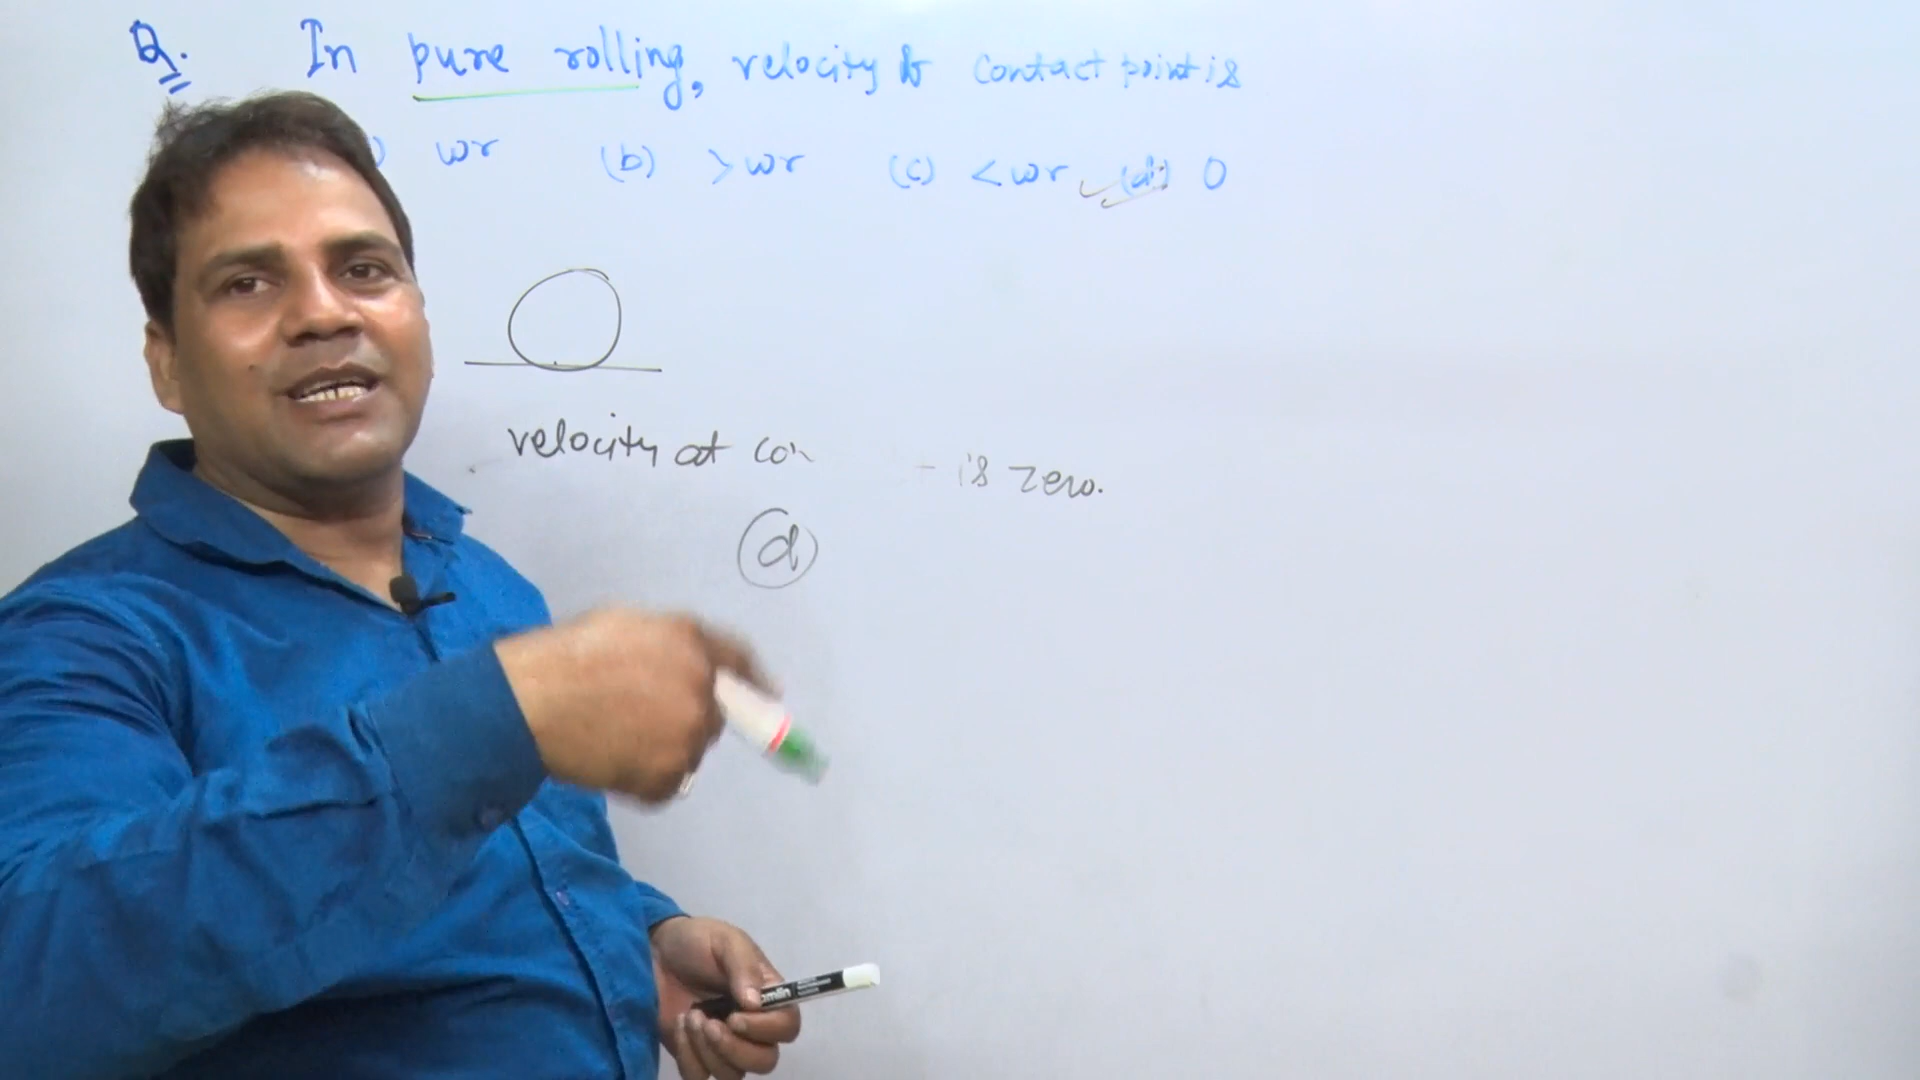 Q. In pure rolling, velocity of contact point is
) ωr (b) >ωr (c) <ωr (d) 0
velocity at con is zero.
d